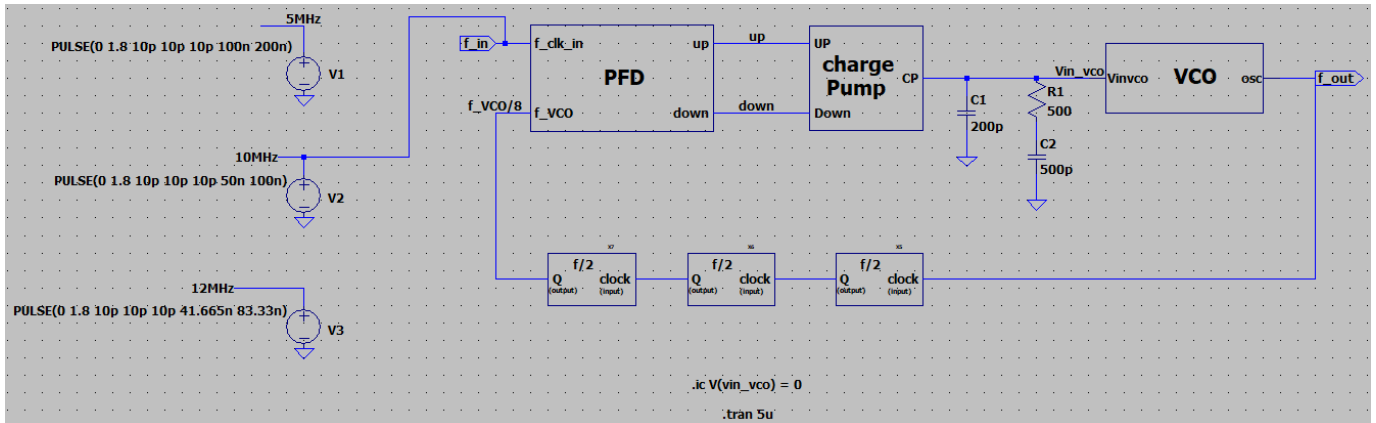 5MHz
PULSE(0 1.8 10p 10p 10p 100n 200n)
V1
f_in
f_clk_in
up
PFD
f_VCO/8
f_VCO
down
up
down
UP
charge
Pump
CP
Down
C1
200p
Vin_vco
R1
500
C2
500p
Vinvco
VCO
osc
f_out
10MHz
PULSE(0 1.8 10p 10p 10p 50n 100n)
V2
X7
f/2
Q
clock
(output)
(input)
X6
f/2
Q
clock
(output)
(input)
X5
f/2
Q
clock
(output)
(input)
12MHz
PULSE(0 1.8 10p 10p 10p 41.665n 83.33n)
V3
.ic V(vin_vco) = 0
.tran 5u